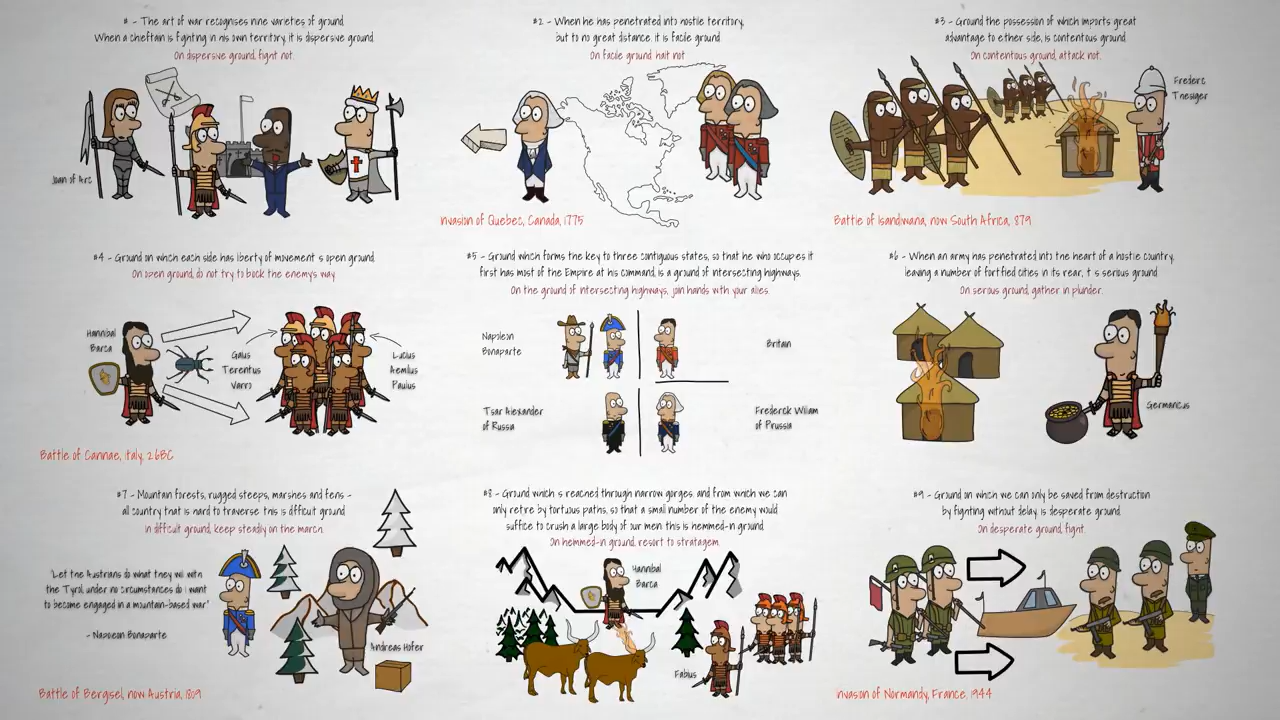 # - The art of war recognises nine varieties of ground.
When a chieftan is fighting in his own territory, it is dispersive ground.
On dispersive ground, fight not.
Joan of Arc
#2 - When he has penetrated into hostile territory,
but to no great distance, it is facile ground.
On facile ground, halt not.
Invasion of Quebec, Canada, 1775
#3 - Ground the possession of which imports great
advantage to either side, is contentious ground.
On contentious ground, attack not.
Frederic
Thesiger
Battle of Isandlwana, now South Africa, 1879
#4 - Ground on which each side has liberty of movement is open ground.
On open ground, do not try to block the enemy's way.
Hannibal
Barca
Gaius
Terentius
Varro
Lucius
Aemilius
Paulus
Battle of Cannae, Italy, 216BC
#5 - Ground which forms the key to three contiguous states, so that he who occupies it
first has most of the Empire at his command, is a ground of intersecting highways.
On the ground of intersecting highways, join hands with your allies.
Napoleon
Bonaparte
Britain
Tsar Alexander
of Russia
Frederick William
of Prussia
#6 - When an army has penetrated into the heart of a hostile country,
leaving a number of fortified cities in its rear, it is serious ground.
On serious ground, gather in plunder.
Germanicus
#7 - Mountain forests, rugged steeps, marshes and fens -
all country that is hard to traverse: this is difficult ground.
In difficult ground, keep steadily on the march.
"Let the Austrians do what they will with
the Tyrol; under no circumstances do I want
to become engaged in a mountain-based war"
- Napoleon Bonaparte
Andreas Hofer
Battle of Bergisel, now Austria, 1809
#8 - Ground which is reached through narrow gorges, and from which we can
only retire by tortuous paths, so that a small number of the enemy would
suffice to crush a large body of our men: this is hemmed-in ground.
On hemmed-in ground, resort to stratagem.
Hannibal
Barca
Fabius
#9 - Ground on which we can only be saved from destruction
by fighting without delay, is desperate ground.
On desperate ground, fight.
Invasion of Normandy, France, 1944